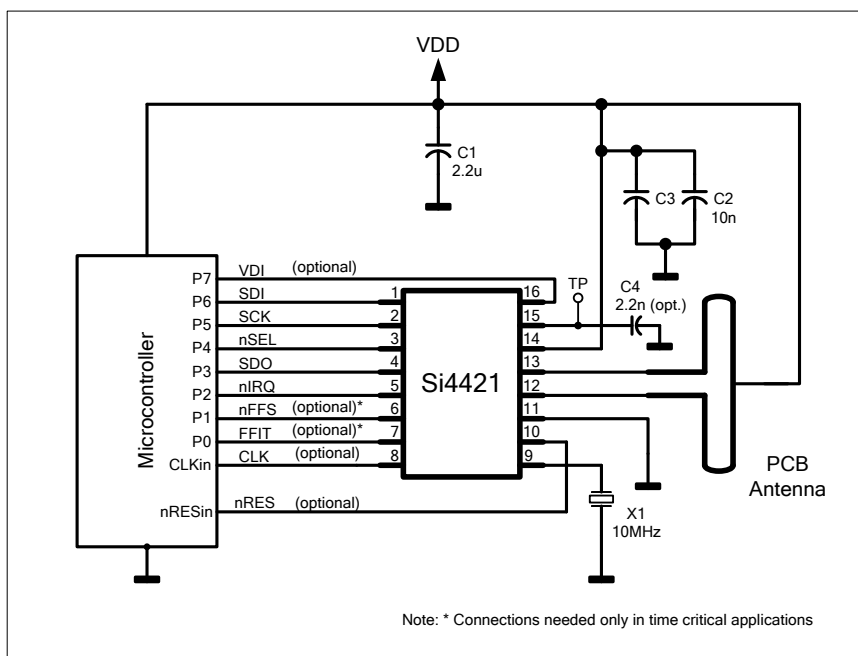 VDD
C1
2.2u
C3
C2
10n
Microcontroller
P7
VDI
(optional)
P6
SDI
P5
SCK
P4
nSEL
P3
SDO
P2
nIRQ
P1
nFFS
(optional)*
P0
FFIT
(optional)*
CLKin
CLK
(optional)
nRESin
nRES
(optional)
1
2
3
4
5
6
7
8
Si4421
16
15
14
13
12
11
10
9
TP
C4
2.2n (opt.)
X1
10MHz
PCB
Antenna
Note: * Connections needed only in time critical applications